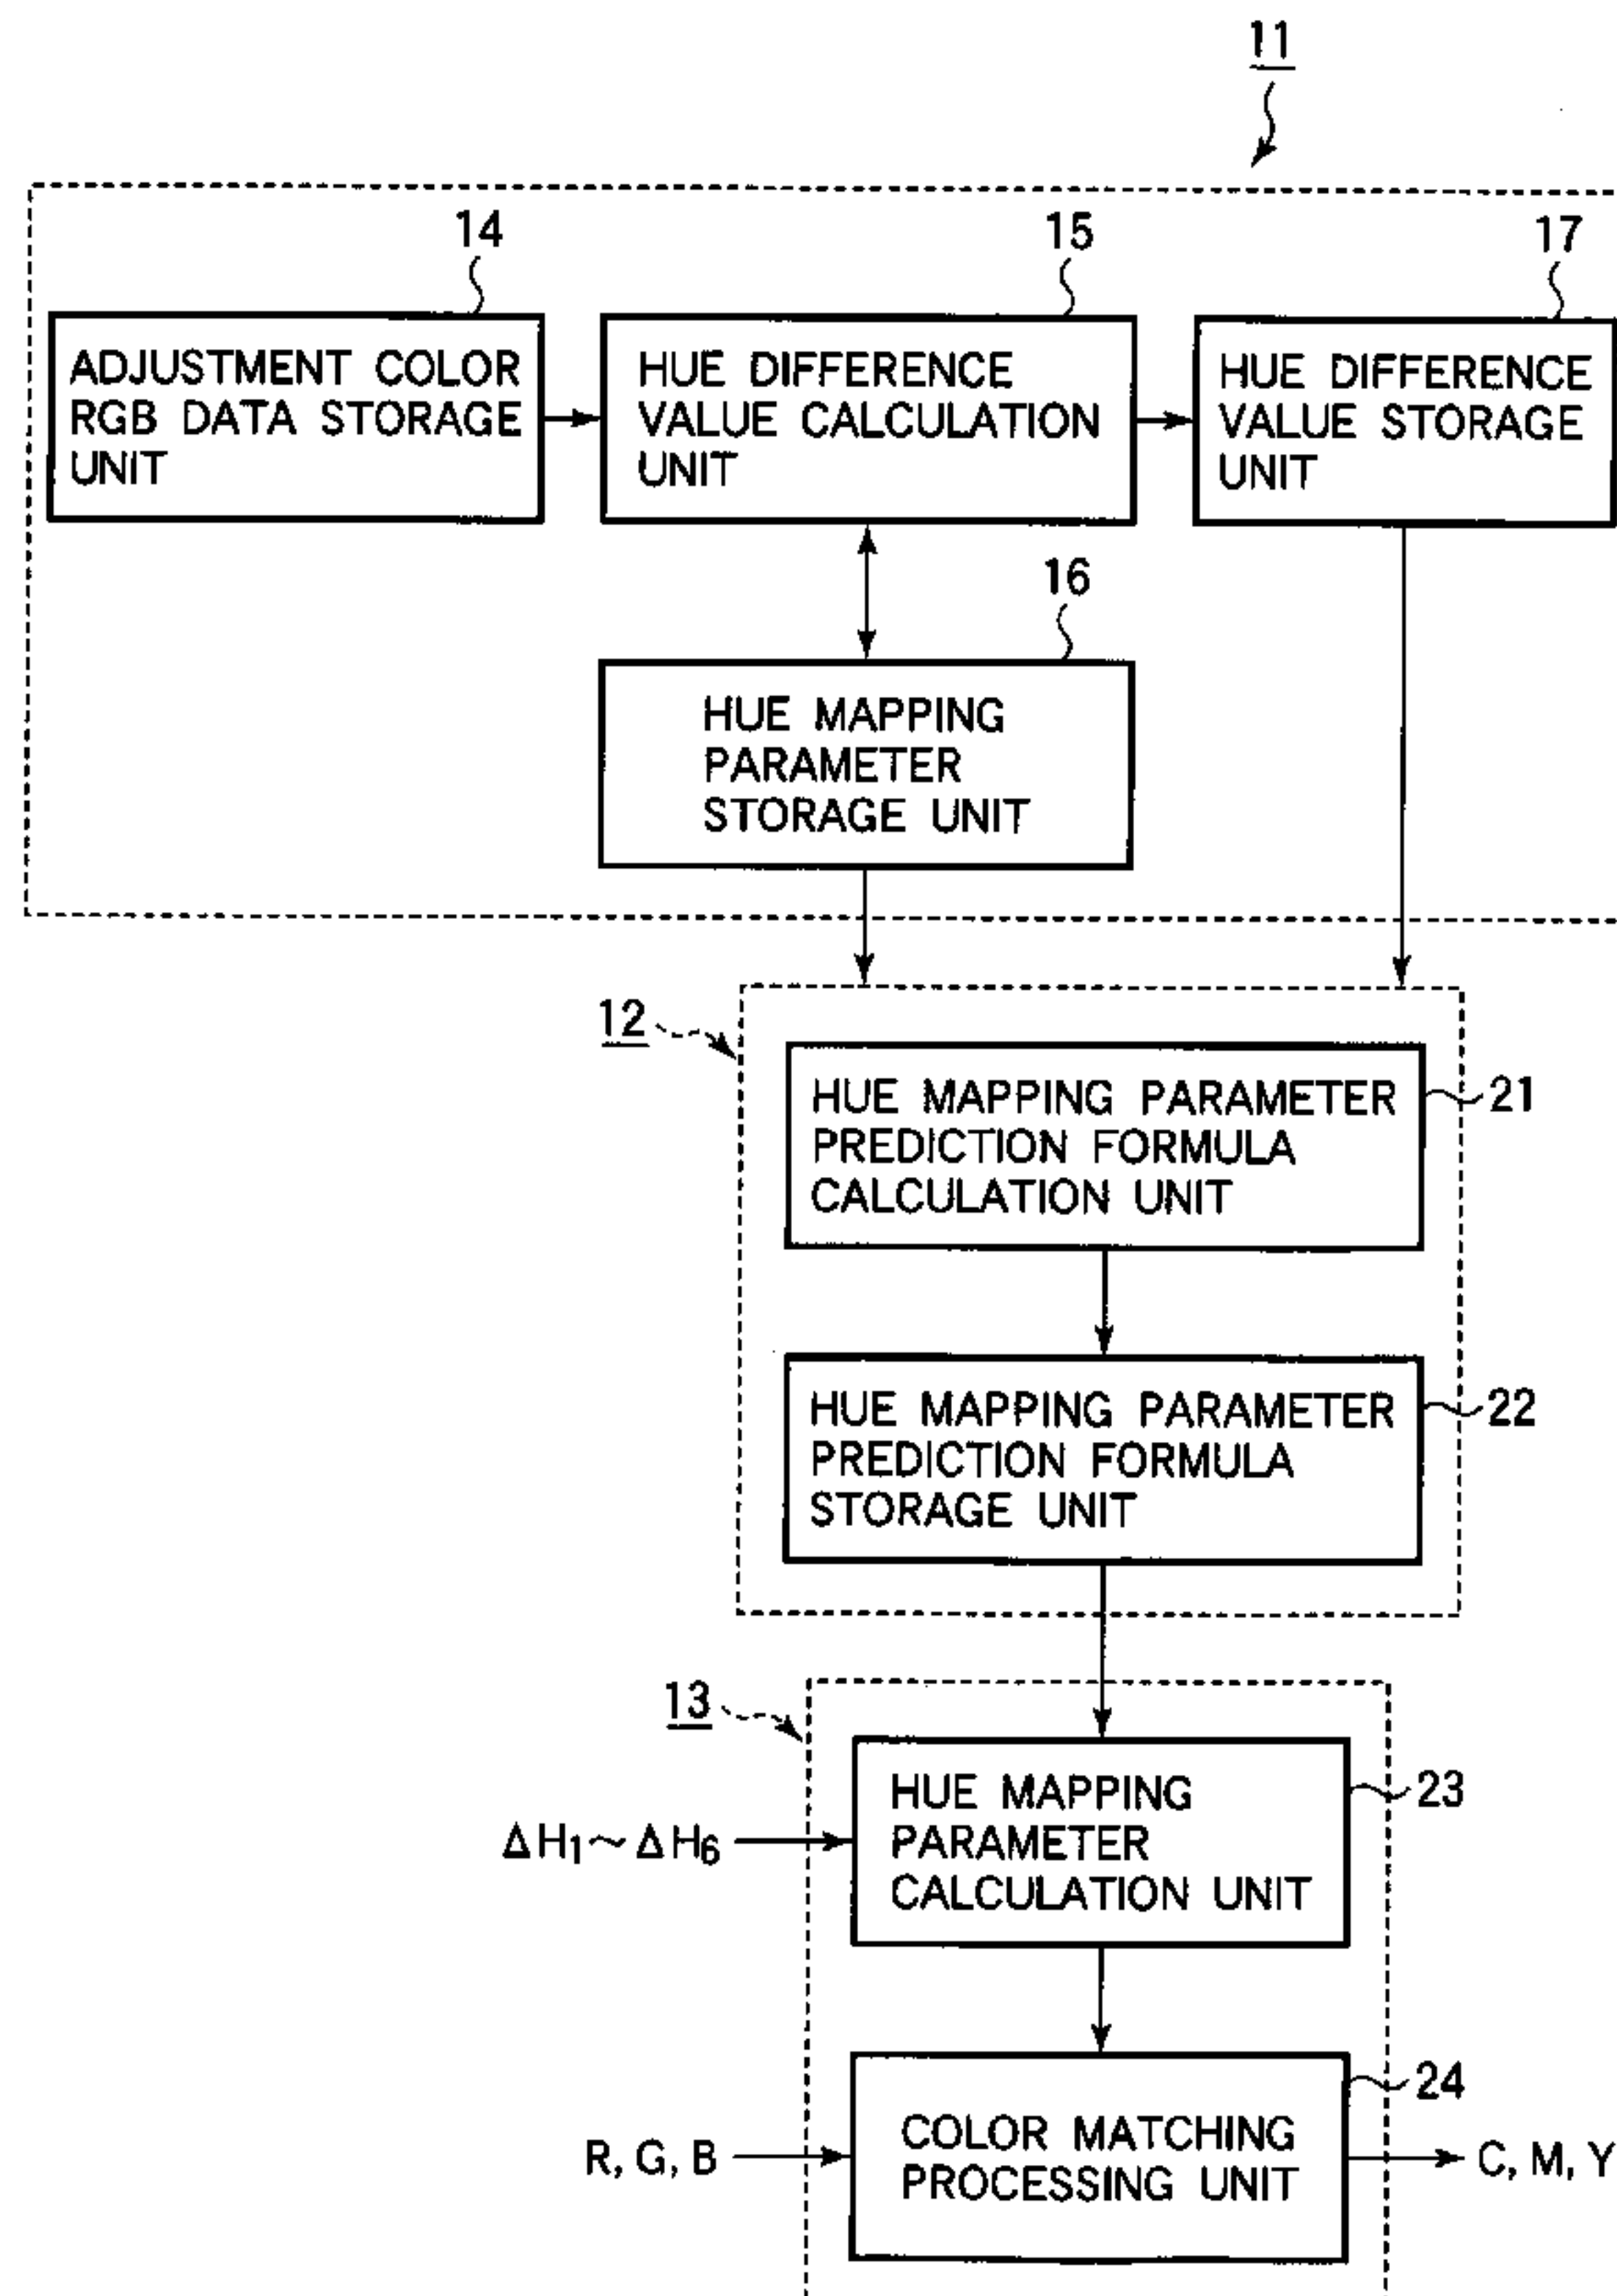 11
14
15
17
ADJUSTMENT COLOR
RGB DATA STORAGE
UNIT
HUE DIFFERENCE
VALUE CALCULATION
UNIT
HUE DIFFERENCE
VALUE STORAGE
UNIT
16
HUE MAPPING
PARAMETER
STORAGE UNIT
12
HUE MAPPING PARAMETER
PREDICTION FORMULA
CALCULATION UNIT
21
HUE MAPPING PARAMETER
PREDICTION FORMULA
STORAGE UNIT
22
13
HUE MAPPING
PARAMETER
CALCULATION UNIT
23
ΔH1~ΔH6
24
COLOR MATCHING
PROCESSING UNIT
R, G, B
C, M, Y